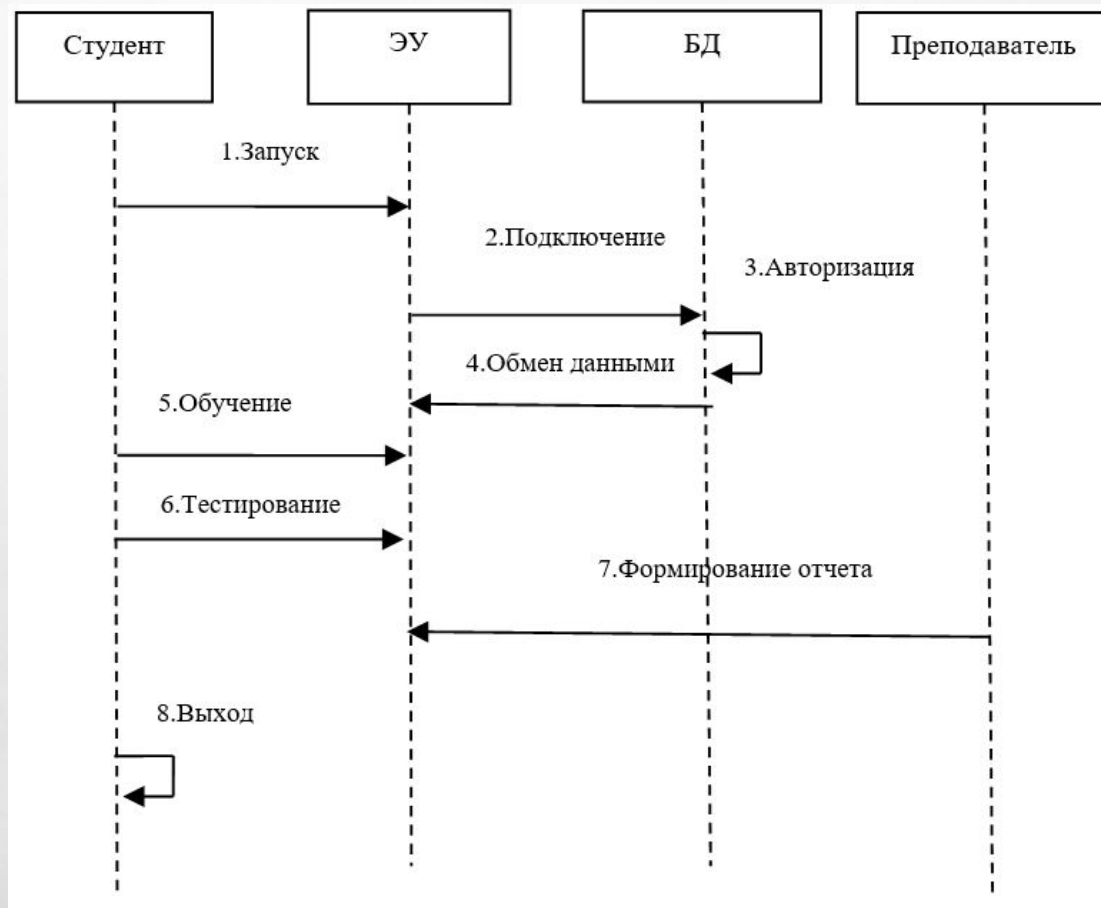 Студент
ЭУ
БД
Преподаватель
1.Запуск
2.Подключение
3.Авторизация
4.Обмен данными
5.Обучение
6.Тестирование
7.Формирование отчета
8.Выход